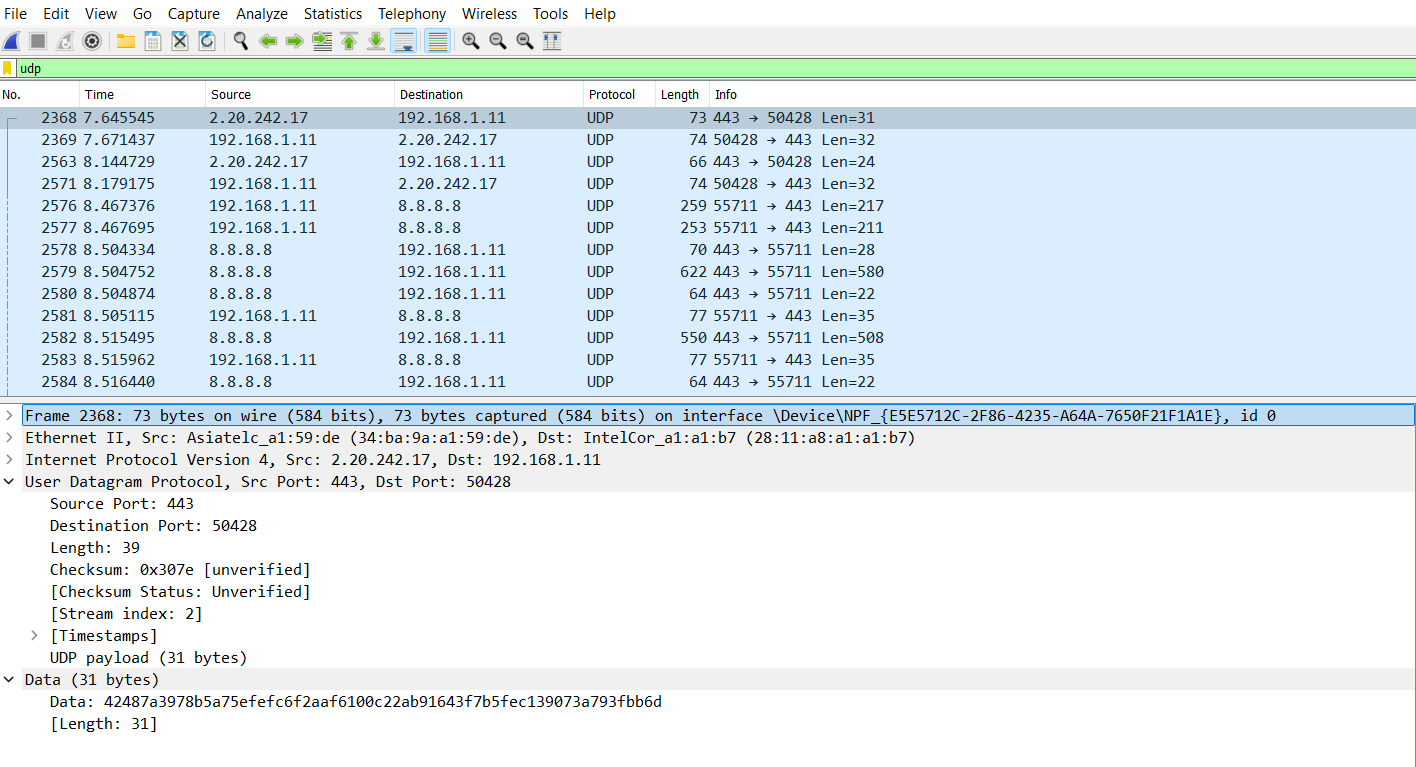 File Edit View Go Capture Analyze Statistics Telephony Wireless Tools Help
udp
No. Time Source Destination Protocol Length Info
2368 7.645545 2.20.242.17 192.168.1.11 UDP 73 443 → 50428 Len=31
2369 7.671437 192.168.1.11 2.20.242.17 UDP 74 50428 → 443 Len=32
2563 8.144729 2.20.242.17 192.168.1.11 UDP 66 443 → 50428 Len=24
2571 8.179175 192.168.1.11 2.20.242.17 UDP 74 50428 → 443 Len=32
2576 8.467376 192.168.1.11 8.8.8.8 UDP 259 55711 → 443 Len=217
2577 8.467695 192.168.1.11 8.8.8.8 UDP 253 55711 → 443 Len=211
2578 8.504334 8.8.8.8 192.168.1.11 UDP 70 443 → 55711 Len=28
2579 8.504752 8.8.8.8 192.168.1.11 UDP 622 443 → 55711 Len=580
2580 8.504874 8.8.8.8 192.168.1.11 UDP 64 443 → 55711 Len=22
2581 8.505115 192.168.1.11 8.8.8.8 UDP 77 55711 → 443 Len=35
2582 8.515495 8.8.8.8 192.168.1.11 UDP 550 443 → 55711 Len=508
2583 8.515962 192.168.1.11 8.8.8.8 UDP 77 55711 → 443 Len=35
2584 8.516440 8.8.8.8 192.168.1.11 UDP 64 443 → 55711 Len=22
Frame 2368: 73 bytes on wire (584 bits), 73 bytes captured (584 bits) on interface \Device\NPF_{E5E5712C-2F86-4235-A64A-7650F21F1A1E}, id 0
Ethernet II, Src: Asiatelc_a1:59:de (34:ba:9a:a1:59:de), Dst: IntelCor_a1:a1:b7 (28:11:a8:a1:a1:b7)
Internet Protocol Version 4, Src: 2.20.242.17, Dst: 192.168.1.11
User Datagram Protocol, Src Port: 443, Dst Port: 50428
Source Port: 443
Destination Port: 50428
Length: 39
Checksum: 0x307e [unverified]
[Checksum Status: Unverified]
[Stream index: 2]
[Timestamps]
UDP payload (31 bytes)
Data (31 bytes)
Data: 42487a3978b5a75efefc6f2aaf6100c22ab91643f7b5fec139073a793fbb6d
[Length: 31]